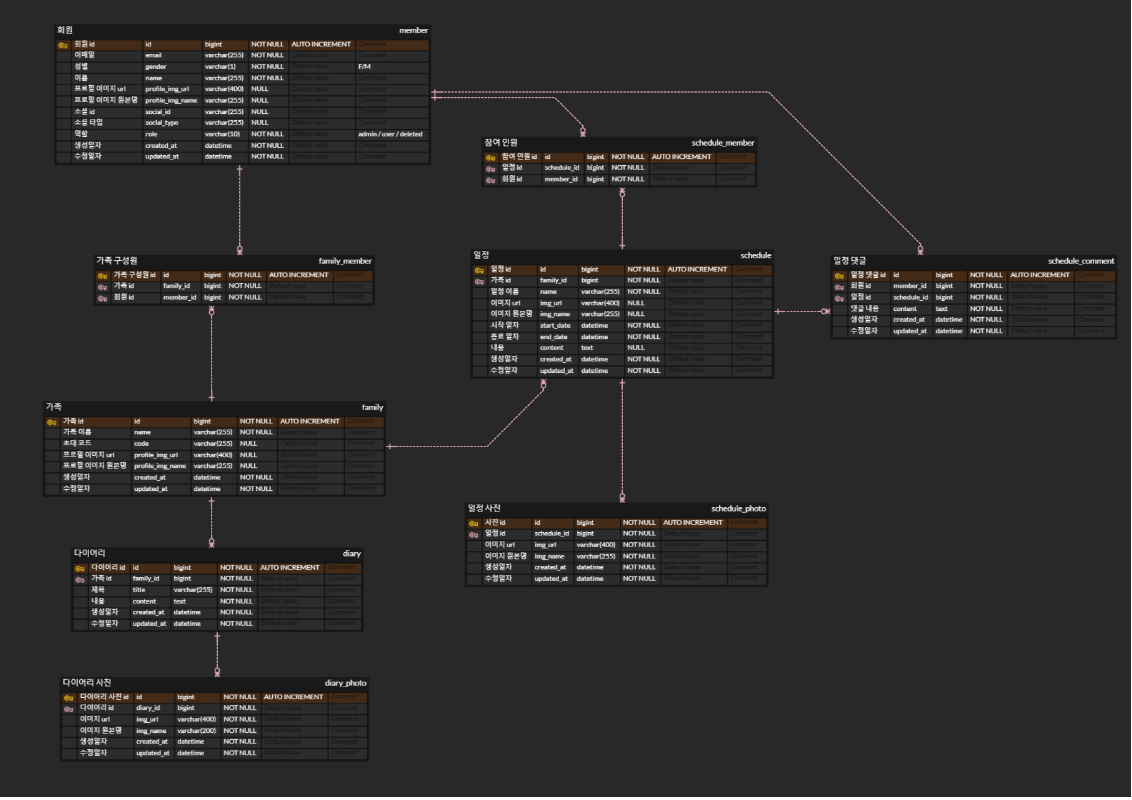 회원 member
회원 id id bigint NOT NULL AUTO INCREMENT Comment
이메일 email varchar(255) NOT NULL Default value Comment
성별 gender varchar(1) NOT NULL Default value F/M
이름 name varchar(255) NOT NULL Default value Comment
프로필 이미지 url profile_img_url varchar(400) NULL Default value Comment
프로필 이미지 원본명 profile_img_name varchar(255) NULL Default value Comment
소셜 id social_id varchar(255) NOT NULL Default value Comment
소셜 타입 social_type varchar(255) NOT NULL Default value Comment
역할 role varchar(10) NOT NULL Default value admin / user / deleted
생성일자 created_at datetime NOT NULL Default value Comment
수정일자 updated_at datetime NOT NULL Default value Comment
참여 인원 schedule_member
참여 인원 id id bigint NOT NULL AUTO INCREMENT Comment
일정 id schedule_id bigint NOT NULL Default value Comment
회원 id member_id bigint NOT NULL Default value Comment
가족 구성원 family_member
가족 구성원 id id bigint NOT NULL AUTO INCREMENT Comment
가족 id family_id bigint NOT NULL Default value Comment
회원 id member_id bigint NOT NULL Default value Comment
일정 schedule
일정 id id bigint NOT NULL AUTO INCREMENT Comment
가족 id family_id bigint NOT NULL Default value Comment
일정 이름 name varchar(255) NOT NULL Default value Comment
이미지 url img_url varchar(400) NULL Default value Comment
이미지 원본명 img_name varchar(255) NULL Default value Comment
시작 일자 start_date datetime NOT NULL Default value Comment
종료 일자 end_date datetime NOT NULL Default value Comment
내용 content text NULL Default value Comment
생성일자 created_at datetime NOT NULL Default value Comment
수정일자 updated_at datetime NOT NULL Default value Comment
일정 댓글 schedule_comment
일정 댓글 id id bigint NOT NULL AUTO INCREMENT Comment
회원 id member_id bigint NOT NULL Default value Comment
일정 id schedule_id bigint NOT NULL Default value Comment
댓글 내용 content text NOT NULL Default value Comment
생성일자 created_at datetime NOT NULL Default value Comment
수정일자 updated_at datetime NOT NULL Default value Comment
가족 family
가족 id id bigint NOT NULL AUTO INCREMENT Comment
가족 이름 name varchar(255) NOT NULL Default value Comment
초대 코드 code varchar(255) NULL Default value Comment
프로필 이미지 url profile_img_url varchar(400) NULL Default value Comment
프로필 이미지 원본명 profile_img_name varchar(255) NULL Default value Comment
생성일자 created_at datetime NOT NULL Default value Comment
수정일자 updated_at datetime NOT NULL Default value Comment
일정 사진 schedule_photo
사진 id id bigint NOT NULL AUTO INCREMENT Comment
일정 id schedule_id bigint NOT NULL Default value Comment
이미지 url img_url varchar(400) NOT NULL Default value Comment
이미지 원본명 img_name varchar(255) NOT NULL Default value Comment
생성일자 created_at datetime NOT NULL Default value Comment
수정일자 updated_at datetime NOT NULL Default value Comment
다이어리 diary
다이어리 id id bigint NOT NULL AUTO INCREMENT Comment
가족 id family_id bigint NOT NULL Default value Comment
제목 title varchar(255) NOT NULL Default value Comment
내용 content text NOT NULL Default value Comment
생성일자 created_at datetime NOT NULL Default value Comment
수정일자 updated_at datetime NOT NULL Default value Comment
다이어리 사진 diary_photo
다이어리 사진 id id bigint NOT NULL AUTO INCREMENT Comment
다이어리 id diary_id bigint NOT NULL Default value Comment
이미지 url img_url varchar(400) NOT NULL Default value Comment
이미지 원본명 img_name varchar(200) NOT NULL Default value Comment
생성일자 created_at datetime NOT NULL Default value Comment
수정일자 updated_at datetime NOT NULL Default value Comment